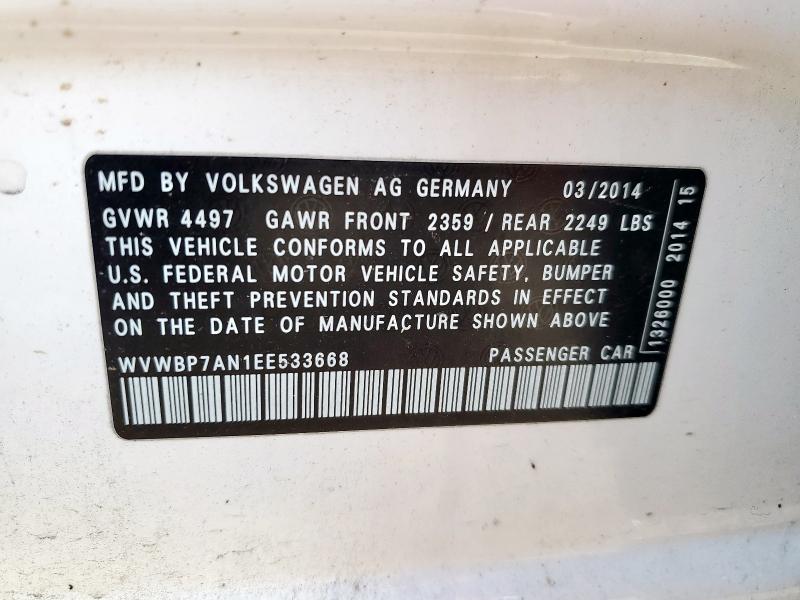 MFD BY VOLKSWAGEN AG GERMANY 03/2014
GVWR 4497 GAWR FRONT 2359 / REAR 2249 LBS
THIS VEHICLE CONFORMS TO ALL APPLICABLE
U.S. FEDERAL MOTOR VEHICLE SAFETY, BUMPER
AND THEFT PREVENTION STANDARDS IN EFFECT
ON THE DATE OF MANUFACTURE SHOWN ABOVE
WVWBP7AN1EE533668 PASSENGER CAR
1326000 2014 15